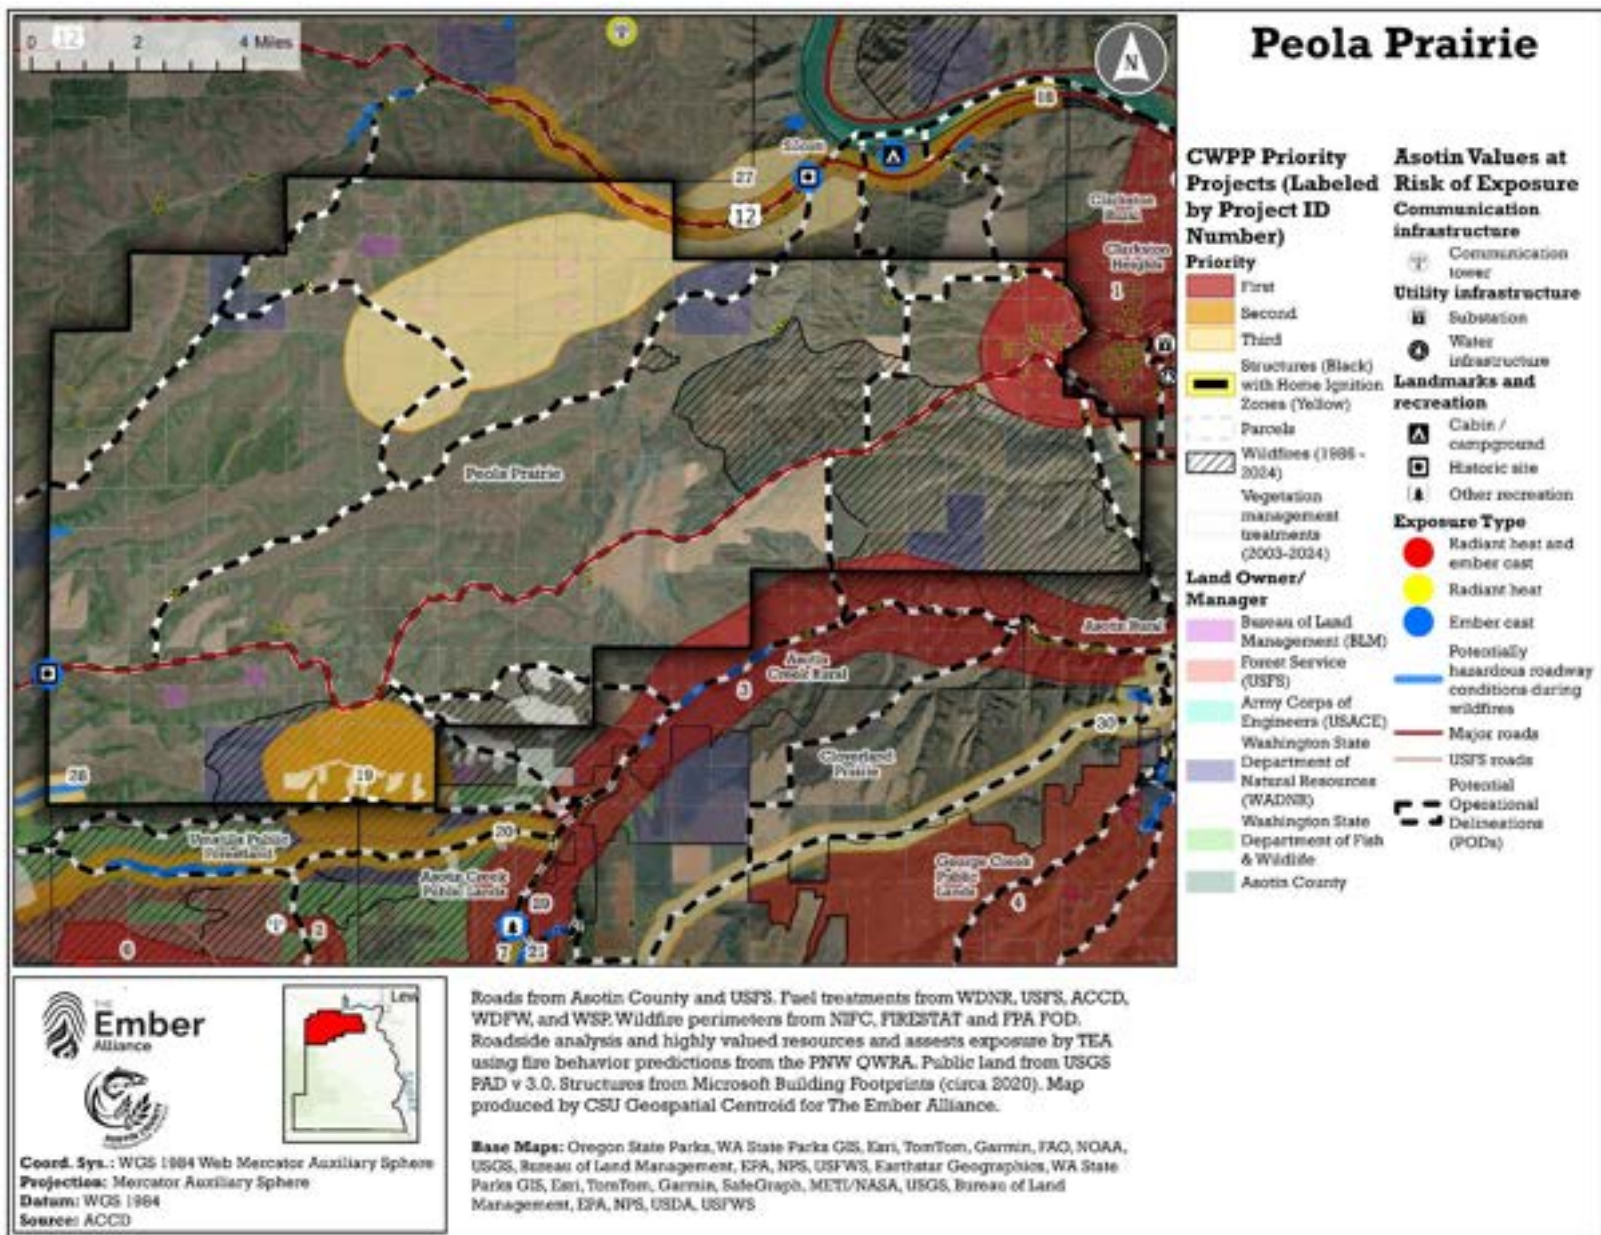 Peola Prairie
0 2 4 Miles
12
N
Siloam
18
27
12
Clarkston
Heights
1
Peola Prairie
Asotin Rural
Asotin
Creek Rural
3
30
Cloverland
Prairie
28
19
20
Umatilla Public
Forestland
Asotin Creek
Public Lands
George Creek
Public
Lands
4
29
6
2
7
21
CWPP Priority
Projects (Labeled
by Project ID
Number)
Priority
First
Second
Third
Structures (Black)
with Home Ignition
Zones (Yellow)
Parcels
Wildfires (1986 -
2024)
Vegetation
management
treatments
(2003-2024)
Land Owner/
Manager
Bureau of Land
Management (BLM)
Forest Service
(USFS)
Army Corps of
Engineers (USACE)
Washington State
Department of
Natural Resources
(WADNR)
Washington State
Department of Fish
& Wildlife
Asotin County
Asotin Values at
Risk of Exposure
Communication
infrastructure
Communication
tower
Utility infrastructure
Substation
Water
infrastructure
Landmarks and
recreation
Cabin /
campground
Historic site
Other recreation
Exposure Type
Radiant heat and
ember cast
Radiant heat
Ember cast
Potentially
hazardous roadway
conditions during
wildfires
Major roads
USFS roads
Potential
Operational
Delineations
(PODs)
THE
Ember
Alliance
Lew
Coord. Sys.: WGS 1984 Web Mercator Auxiliary Sphere
Projection: Mercator Auxiliary Sphere
Datum: WGS 1984
Source: ACCD
Roads from Asotin County and USFS. Fuel treatments from WDNR, USFS, ACCD,
WDFW, and WSP. Wildfire perimeters from NIFC, FIRESTAT and FPA FOD.
Roadside analysis and highly valued resources and assests exposure by TEA
using fire behavior predictions from the PNW QWRA. Public land from USGS
PAD v 3.0. Structures from Microsoft Building Footprints (circa 2020). Map
produced by CSU Geospatial Centroid for The Ember Alliance.
Base Maps: Oregon State Parks, WA State Parks GIS, Esri, TomTom, Garmin, FAO, NOAA,
USGS, Bureau of Land Management, EPA, NPS, USFWS, Earthstar Geographics, WA State
Parks GIS, Esri, TomTom, Garmin, SafeGraph, METI/NASA, USGS, Bureau of Land
Management, EPA, NPS, USDA, USFWS